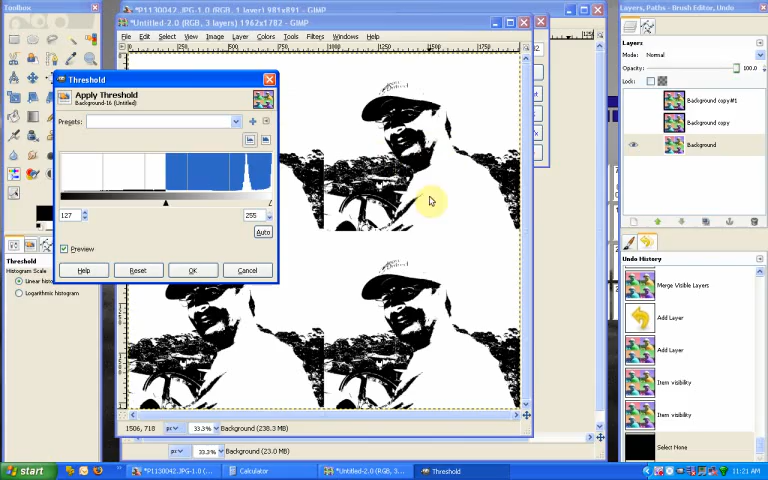 Toolbox
*P1130042.JPG-1.0 (RGB, 1 layer) 981x891 - GIMP
*Untitled-2.0 (RGB, 3 layers) 1962x1782 - GIMP
File Edit Select View Image Layer Colors Tools Filters Windows Help
Threshold
Apply Threshold
Background-16 (Untitled)
Presets:
127
255
Auto
Preview
Help
Reset
OK
Cancel
Threshold
Histogram Scale
Linear histo
Logarithmic histogram
1506, 718
px
33.3%
Background (238.3 MB)
px
33.3%
Background (23.0 MB)
Layers, Paths - Brush Editor, Undo
Layers
Mode: Normal
Opacity: 100.0
Lock:
Background copy#1
Background copy
Background
Undo History
Merge Visible Layers
Add Layer
Add Layer
Item visibility
Item visibility
Select None
start
*P1130042.JPG-1.0 (...
Calculator
*Untitled-2.0 (RGB, 3...
Threshold
11:21 AM